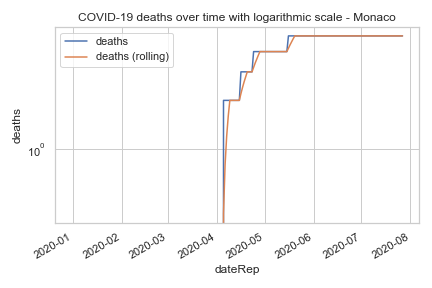 COVID-19 deaths over time with logarithmic scale - Monaco
deaths
deaths (rolling)
deaths
10⁰
2020-01
2020-02
2020-03
2020-04
2020-05
2020-06
2020-07
2020-08
dateRep